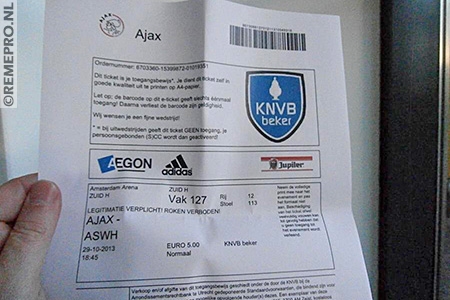 Ajax
Ordernummer: 6703360-15399872-01019351
Dit ticket is je toegangsbewijs*. Je dient dit ticket zelf in
goede kwaliteit uit te printen op A4-papier.
Let op: de barcode op dit e-ticket geeft éénmaal
toegang! Daarna verliest de barcode zijn geldigheid.
Wij wensen je een fijne wedstrijd!
* = bij uitwedstrijden geeft dit ticket GEEN toegang, je
persoonsgebonden (S)CC wordt dan geactiveerd!
KNVB
beker
AEGON
adidas
Jupiler
Amsterdam Arena
ZUID H
ZUID H
Vak 127
Rij 12
Stoel 113
LEGITIMATIE VERPLICHT! ROKEN VERBODEN!
AJAX -
ASWH
29-10-2013
18:45
EURO 5.00
Normaal
KNVB beker
© REMEPRO.NL